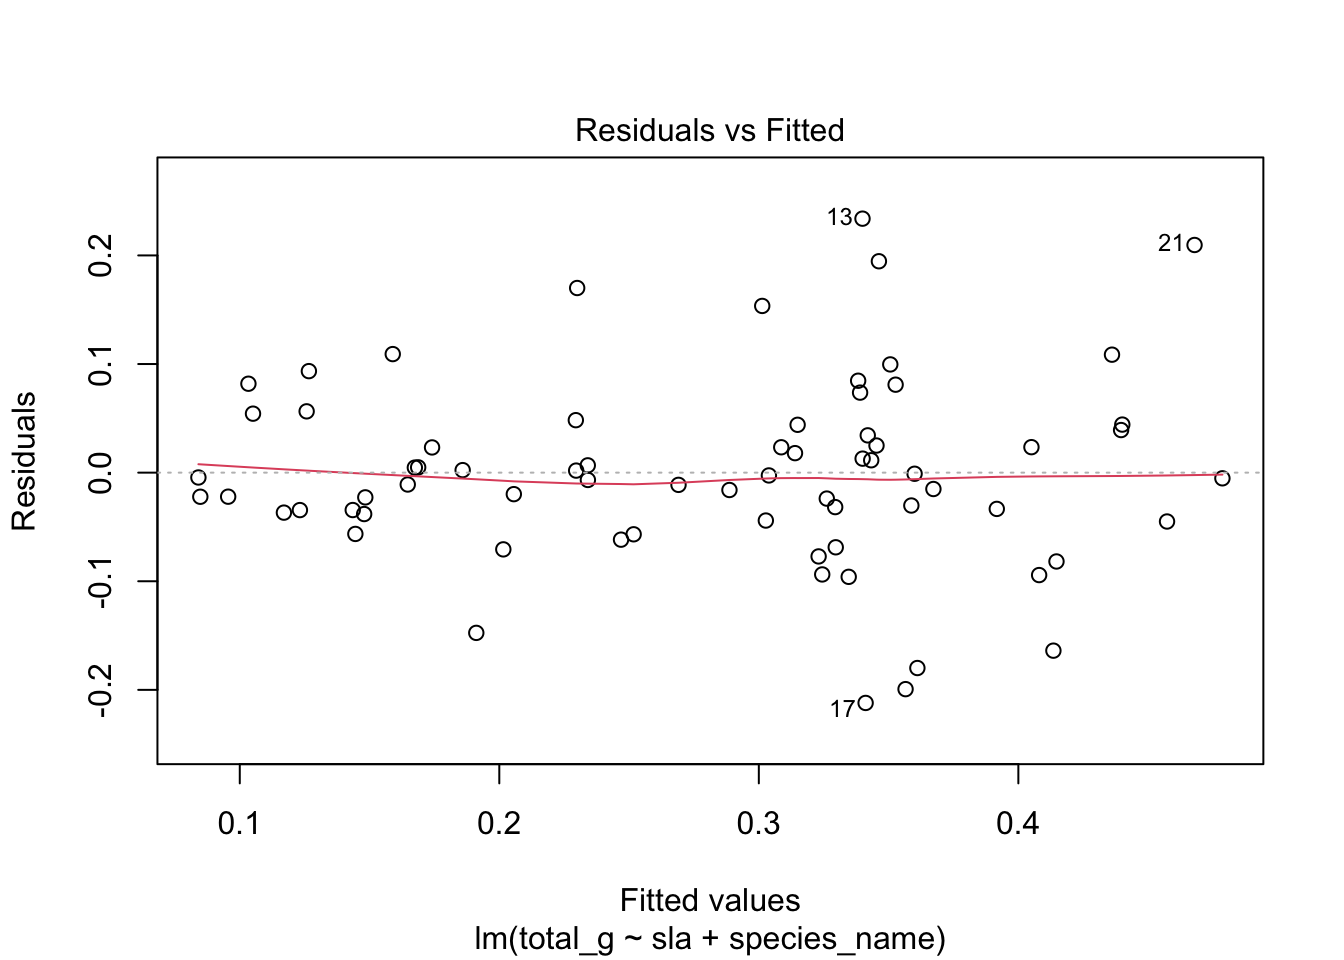 Residuals vs Fitted
13
21
17
Residuals
0.2
0.1
0.0
-0.1
-0.2
0.1 0.2 0.3 0.4
Fitted values
lm(total_g ~ sla + species_name)